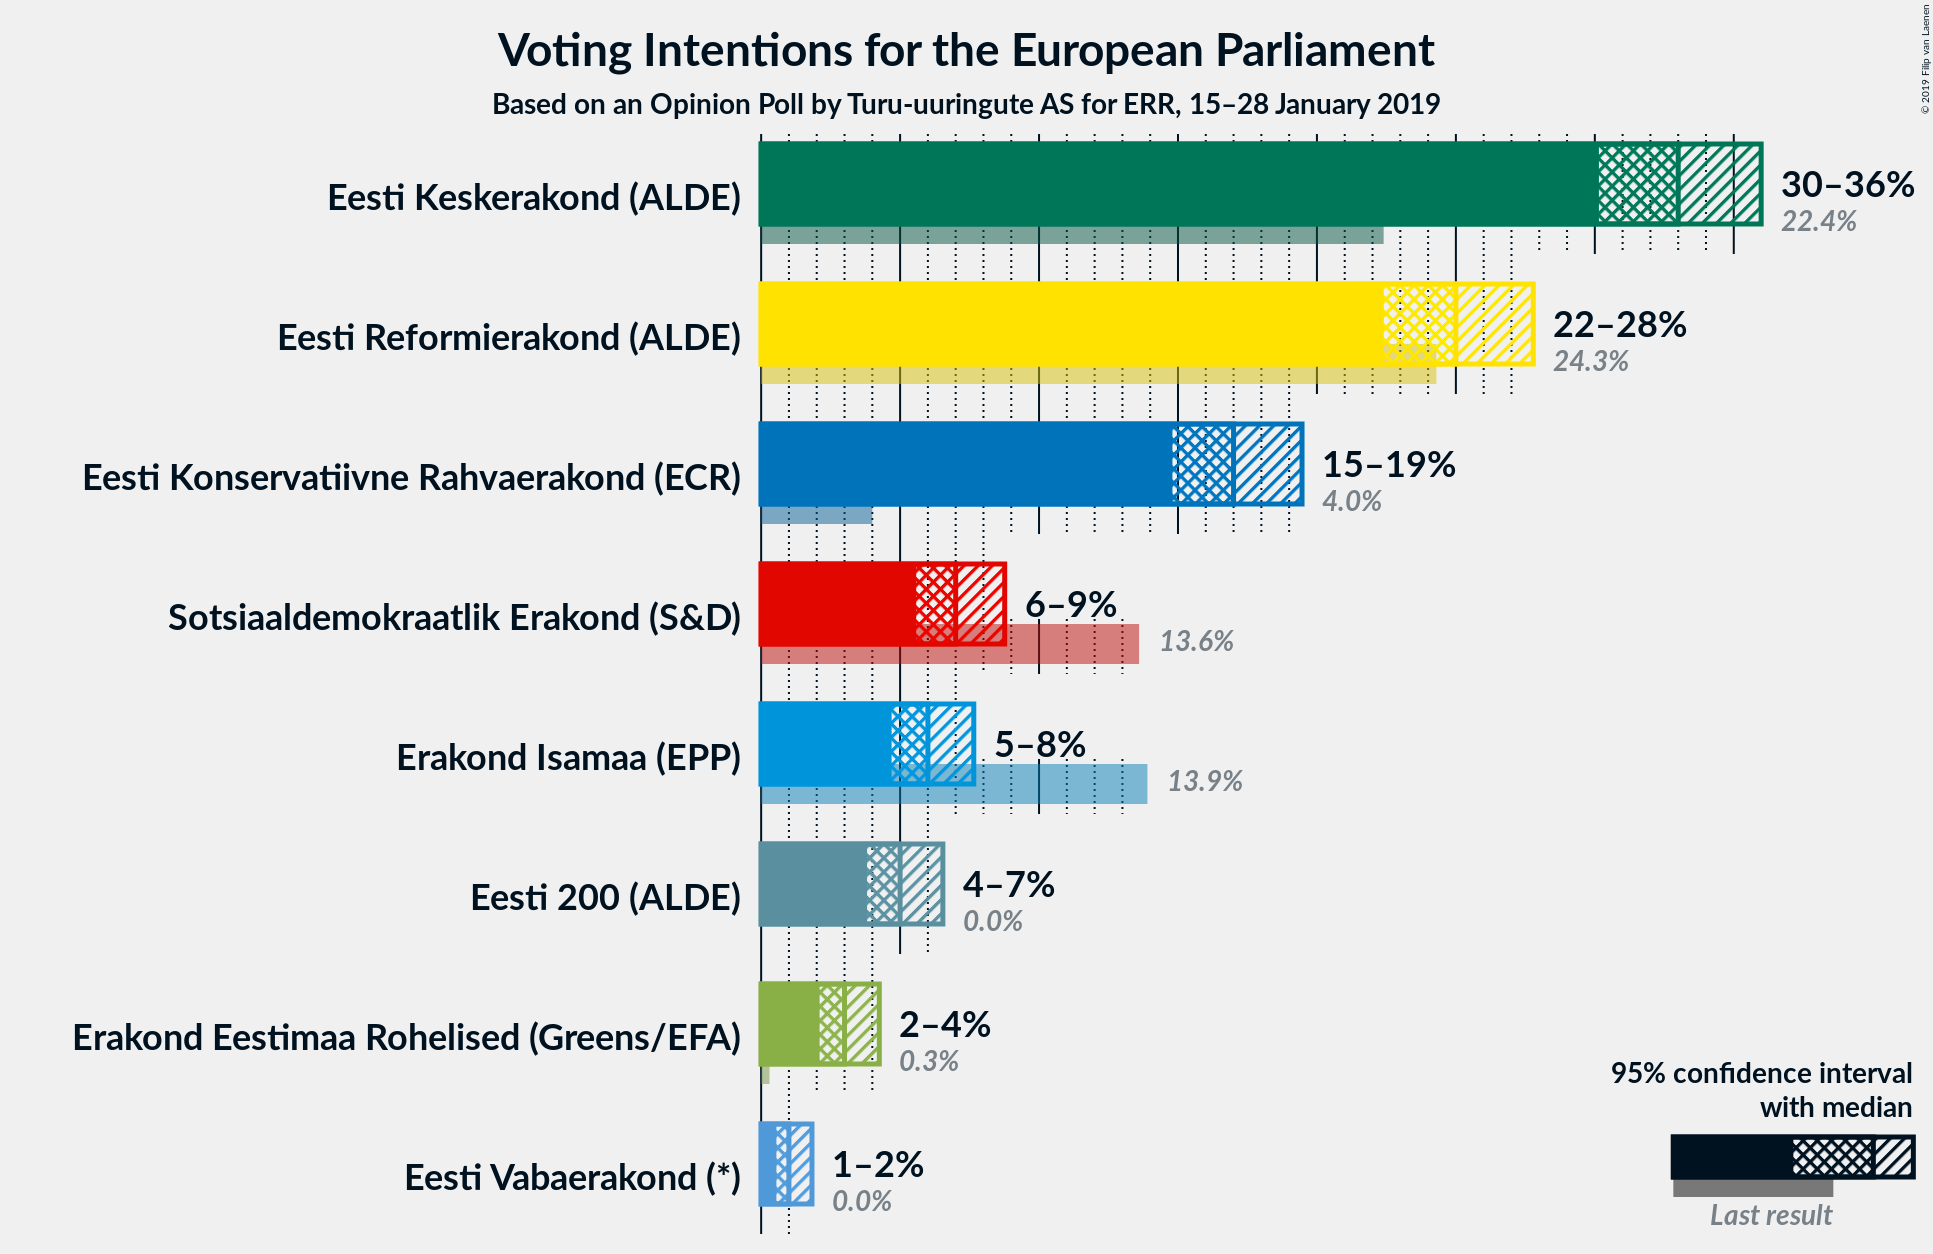 Voting Intentions for the European Parliament
Based on an Opinion Poll by Turu-uuringute AS for ERR, 15–28 January 2019
© 2019 Filip van Laenen
Eesti Keskerakond (ALDE)
30–36%
22.4%
Eesti Reformierakond (ALDE)
22–28%
24.3%
Eesti Konservatiivne Rahvaerakond (ECR)
15–19%
4.0%
Sotsiaaldemokraatlik Erakond (S&D)
6–9%
13.6%
Erakond Isamaa (EPP)
5–8%
13.9%
Eesti 200 (ALDE)
4–7%
0.0%
Erakond Eestimaa Rohelised (Greens/EFA)
2–4%
0.3%
Eesti Vabaerakond (*)
1–2%
0.0%
95% confidence interval
with median
Last result